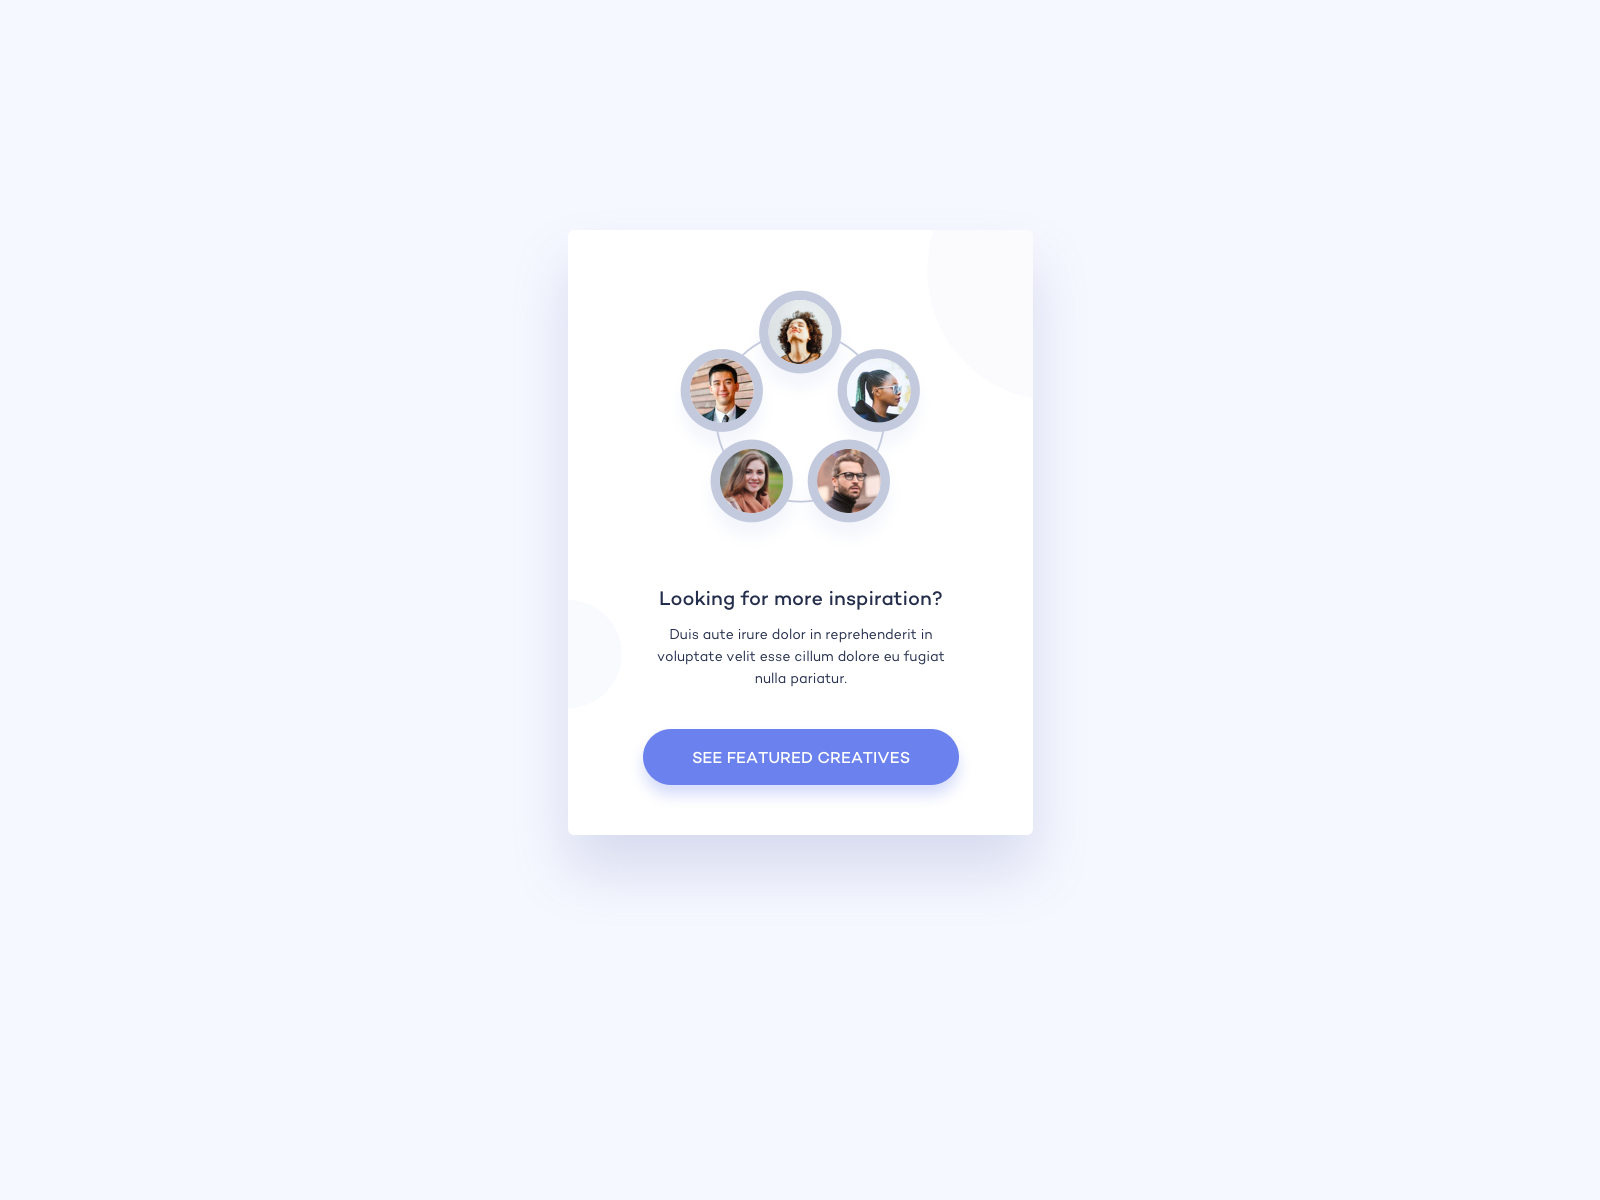 Looking for more inspiration?
Duis aute irure dolor in reprehenderit in
voluptate velit esse cillum dolore eu fugiat
nulla pariatur.
SEE FEATURED CREATIVES